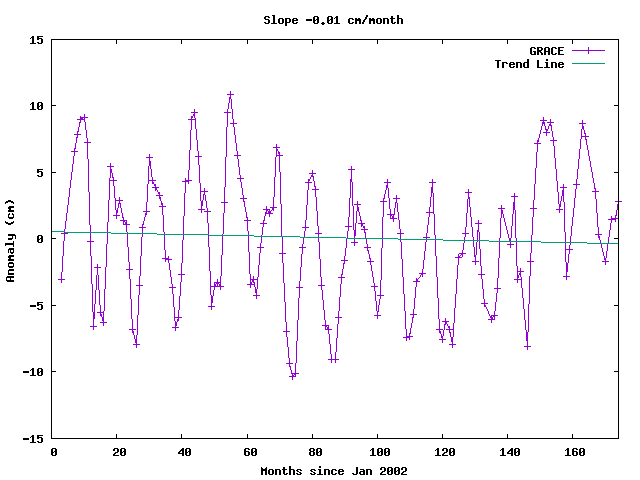 Slope -0.01 cm/month
15
10
5
0
-5
-10
-15
Anomaly (cm)
GRACE
Trend Line
0 20 40 60 80 100 120 140 160
Months since Jan 2002